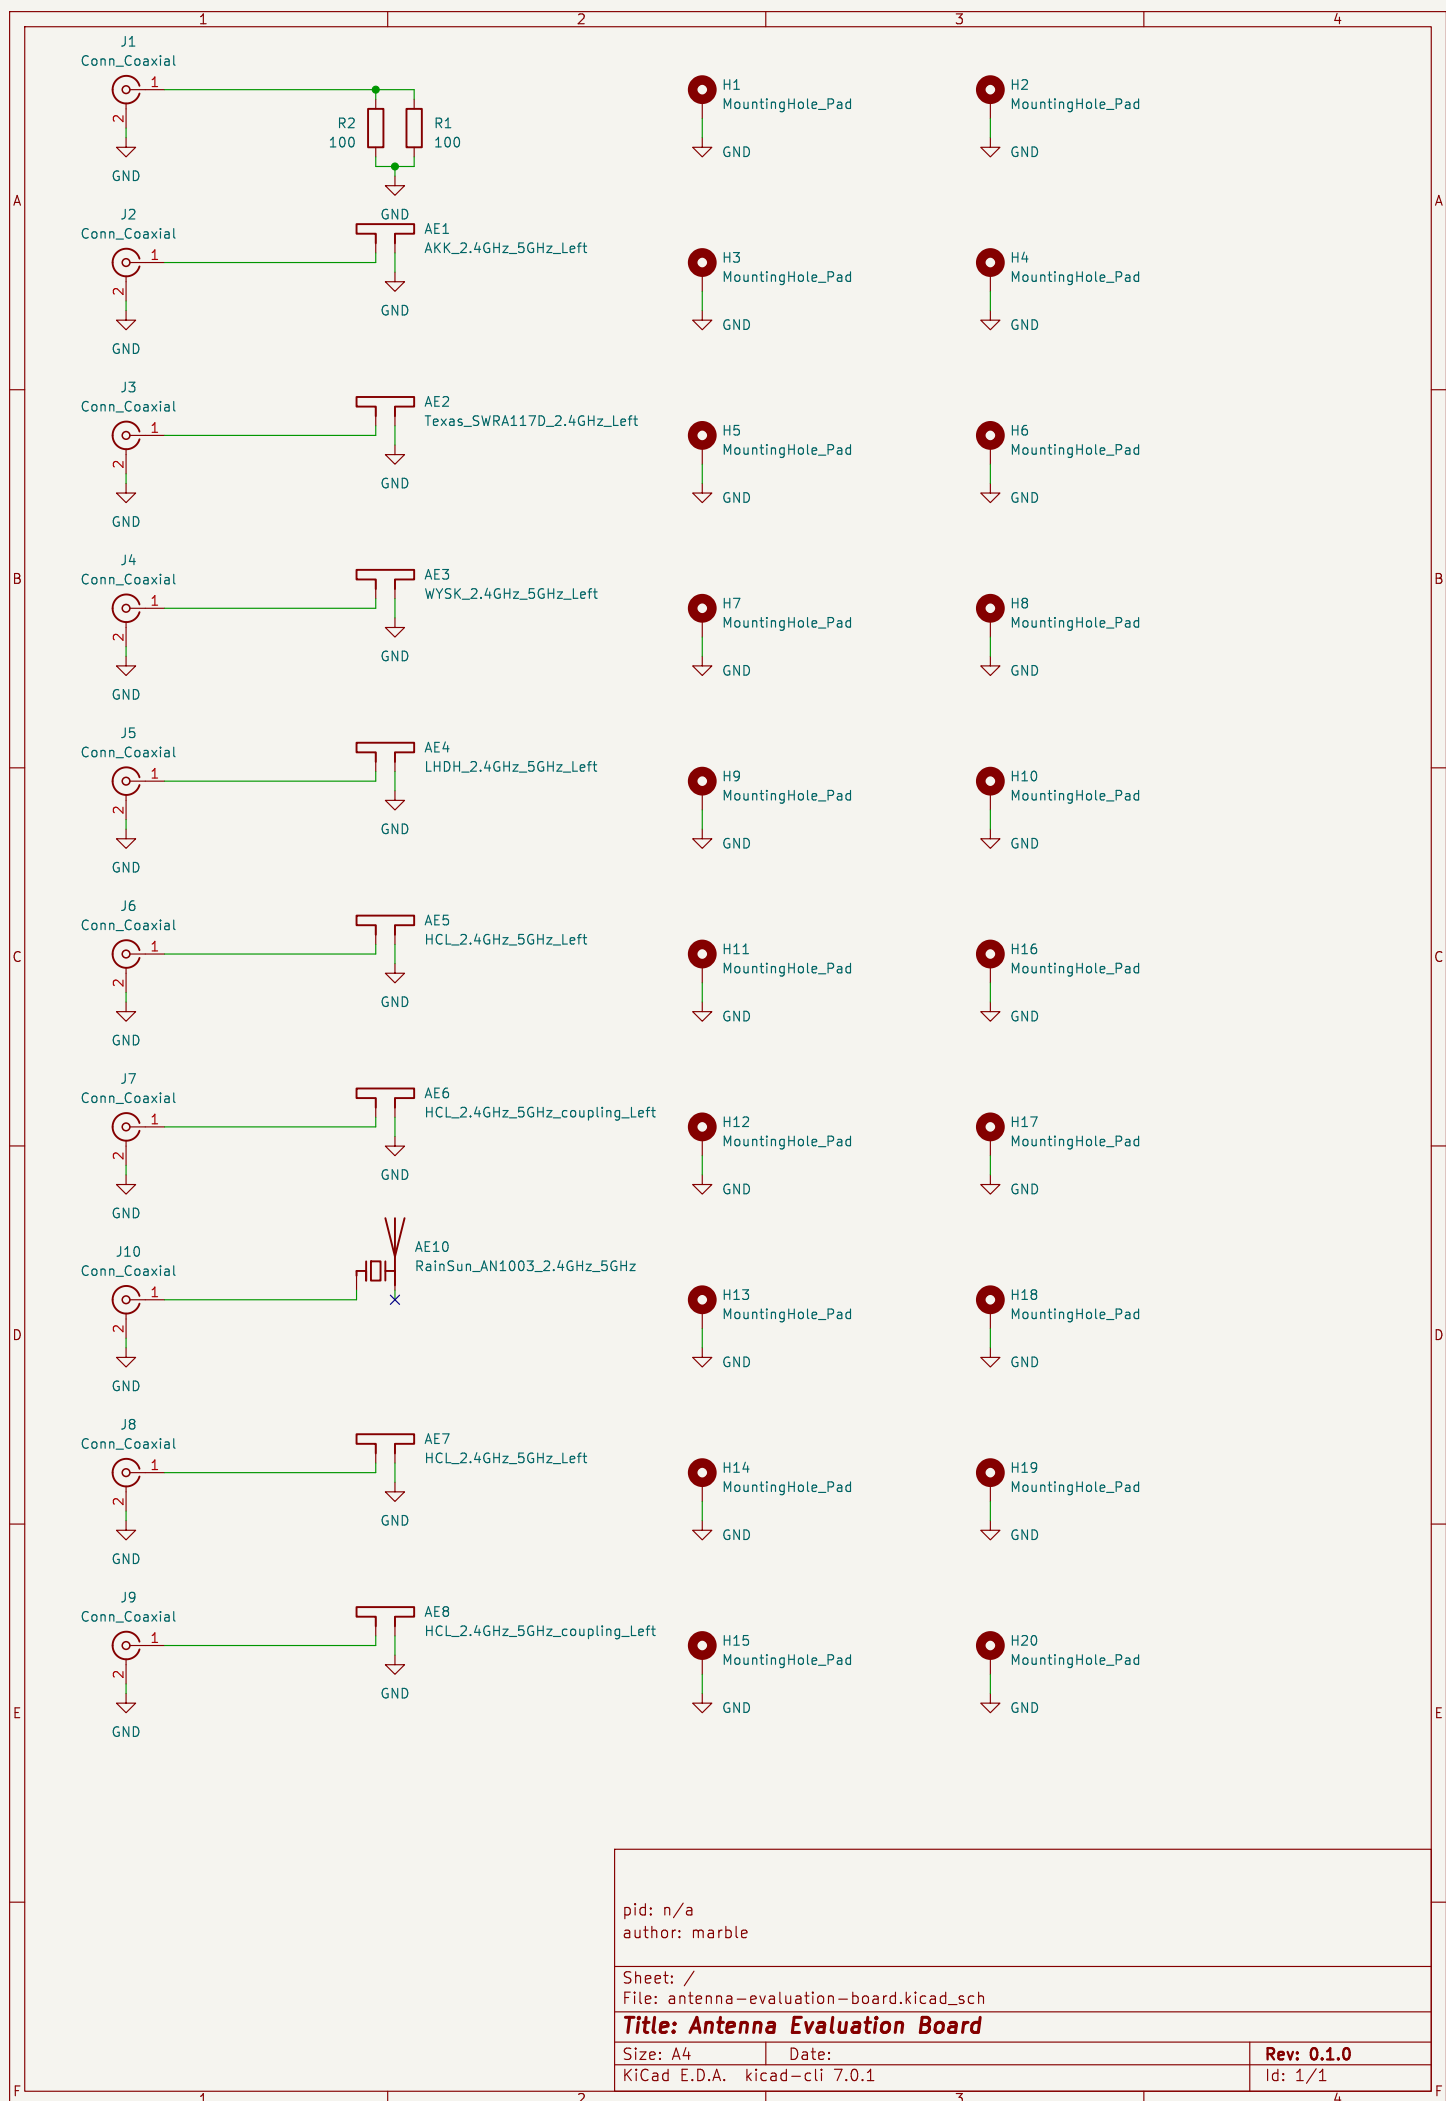 1 2 3 4
J1
Conn_Coaxial
1
2
GND
R2
100
R1
100
GND
H1
MountingHole_Pad
GND
H2
MountingHole_Pad
GND
A A
J2
Conn_Coaxial
1
2
GND
AE1
AKK_2.4GHz_5GHz_Left
GND
H3
MountingHole_Pad
GND
H4
MountingHole_Pad
GND
J3
Conn_Coaxial
1
2
GND
AE2
Texas_SWRA117D_2.4GHz_Left
GND
H5
MountingHole_Pad
GND
H6
MountingHole_Pad
GND
B B
J4
Conn_Coaxial
1
2
GND
AE3
WYSK_2.4GHz_5GHz_Left
GND
H7
MountingHole_Pad
GND
H8
MountingHole_Pad
GND
J5
Conn_Coaxial
1
2
GND
AE4
LHDH_2.4GHz_5GHz_Left
GND
H9
MountingHole_Pad
GND
H10
MountingHole_Pad
GND
C C
J6
Conn_Coaxial
1
2
GND
AE5
HCL_2.4GHz_5GHz_Left
GND
H11
MountingHole_Pad
GND
H16
MountingHole_Pad
GND
J7
Conn_Coaxial
1
2
GND
AE6
HCL_2.4GHz_5GHz_coupling_Left
GND
H12
MountingHole_Pad
GND
H17
MountingHole_Pad
GND
D D
J10
Conn_Coaxial
1
2
GND
AE10
RainSun_AN1003_2.4GHz_5GHz
H13
MountingHole_Pad
GND
H18
MountingHole_Pad
GND
J8
Conn_Coaxial
1
2
GND
AE7
HCL_2.4GHz_5GHz_Left
GND
H14
MountingHole_Pad
GND
H19
MountingHole_Pad
GND
J9
Conn_Coaxial
1
2
GND
AE8
HCL_2.4GHz_5GHz_coupling_Left
GND
H15
MountingHole_Pad
GND
H20
MountingHole_Pad
GND
E E
pid: n/a
author: marble
Sheet: /
File: antenna-evaluation-board.kicad_sch
Title: Antenna Evaluation Board
Size: A4 Date: Rev: 0.1.0
KiCad E.D.A. kicad-cli 7.0.1 Id: 1/1
F F
1 2 3 4